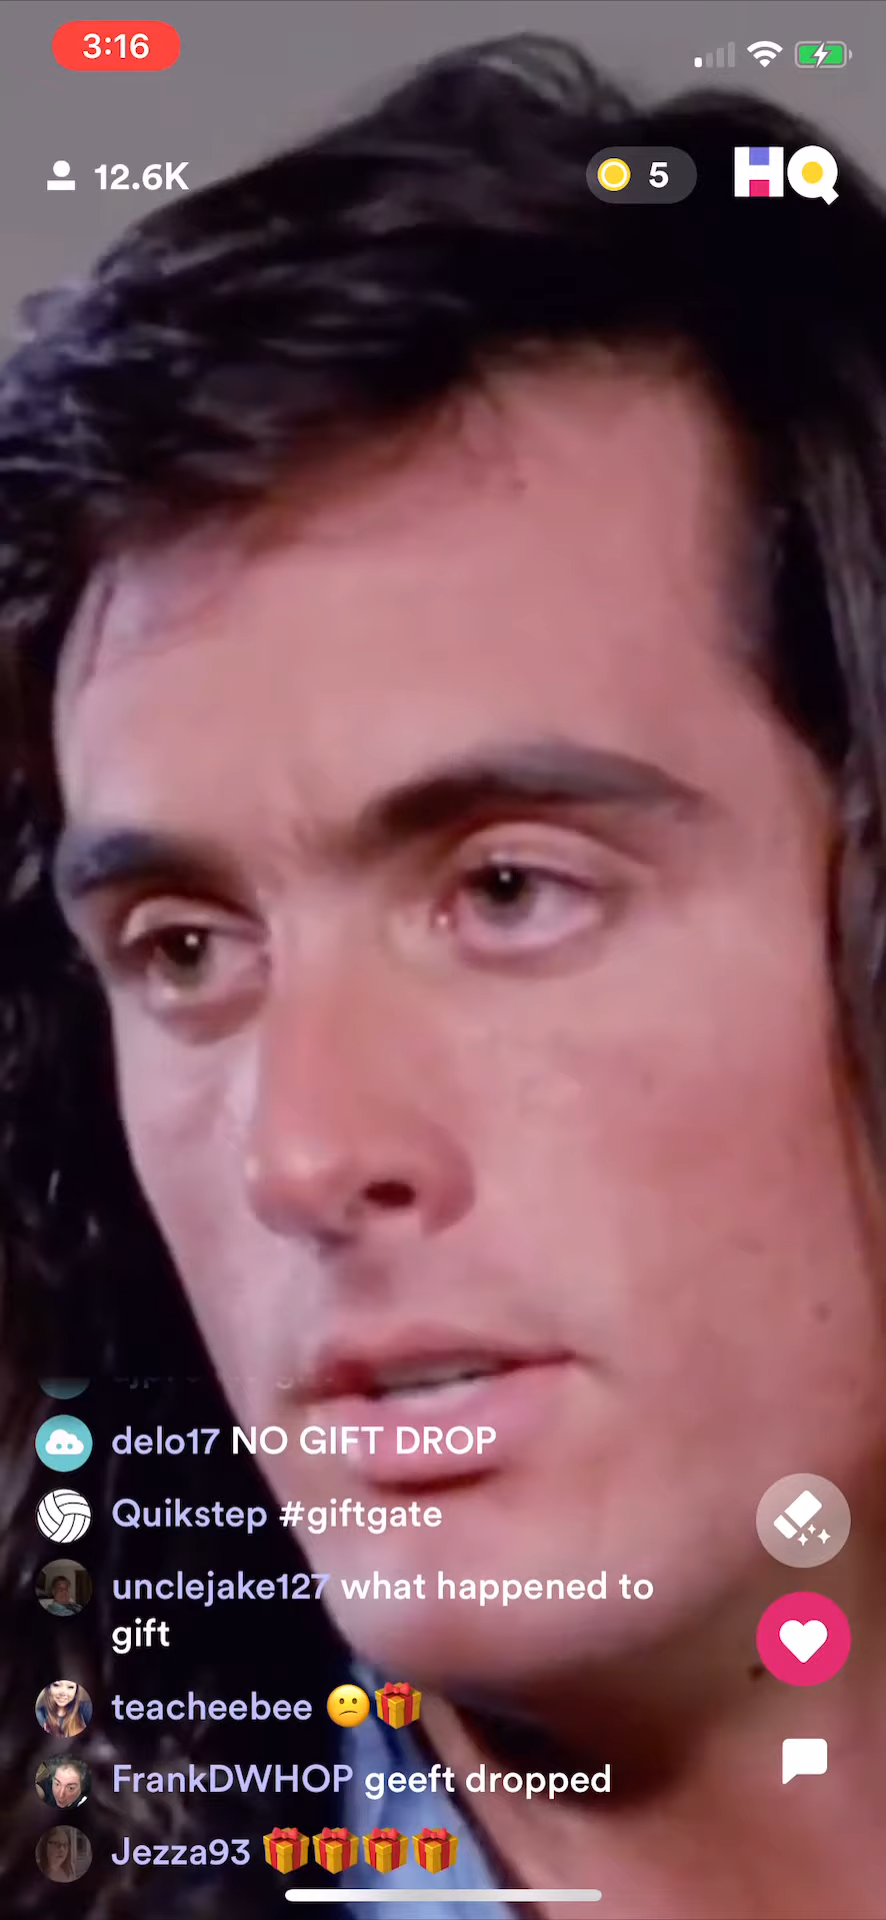 3:16
12.6K
5
HQ
delo17 NO GIFT DROP
Quikstep #giftgate
unclejake127 what happened to
gift
teacheebee 😕🎁
FrankDWHOP geeft dropped
Jezza93 🎁🎁🎁🎁